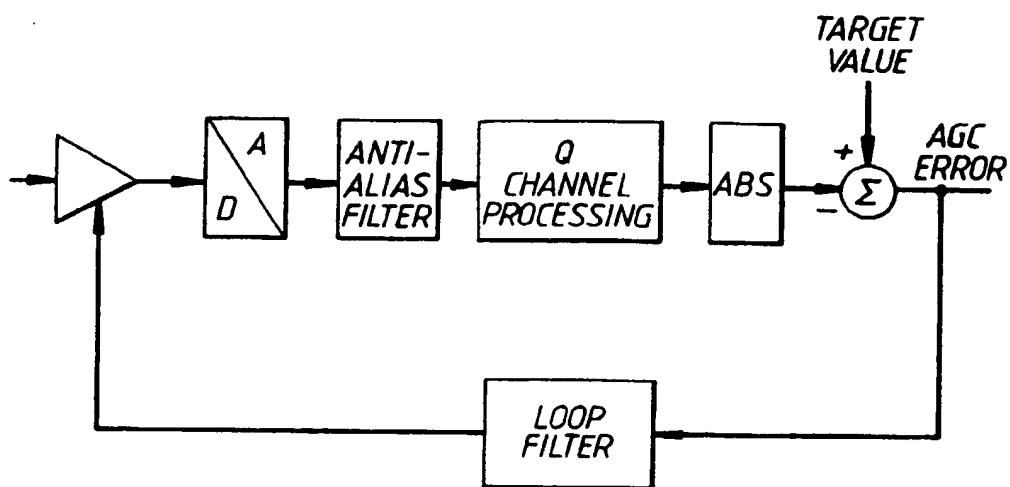 TARGET
VALUE
A
D
ANTI-
ALIAS
FILTER
Q
CHANNEL
PROCESSING
ABS
+
Σ
−
AGC
ERROR
LOOP
FILTER